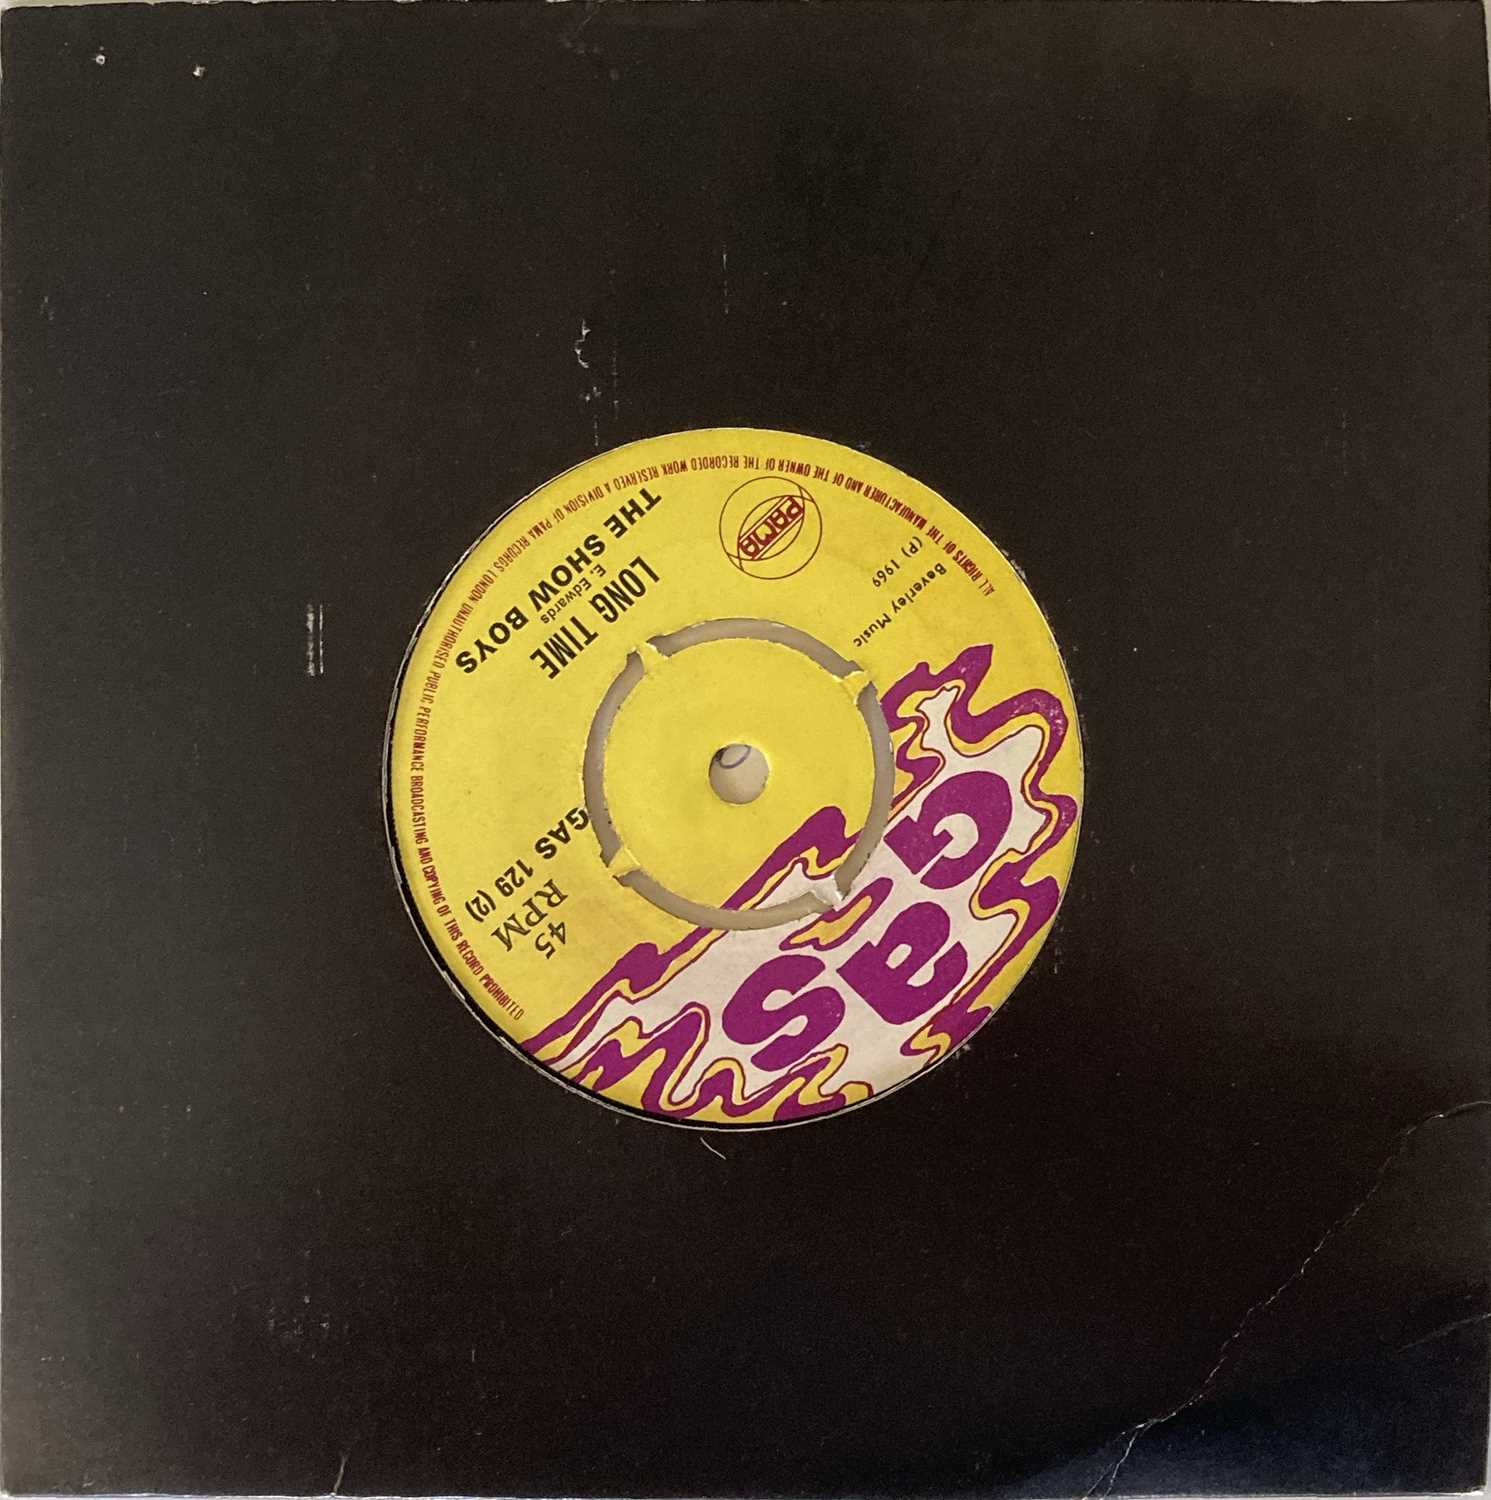 Gas
PAMA
Beverley Music
(P) 1969
GAS 129 (2)
45
RPM
LONG TIME
E. Edwards
THE SHOW BOYS
ALL RIGHTS OF THE MANUFACTURER AND OF THE OWNER OF THE RECORDED WORK RESERVED A DIVISION OF PAMA RECORDS LONDON UNAUTHORISED PUBLIC PERFORMANCE BROADCASTING AND COPYING OF THIS RECORD PROHIBITED